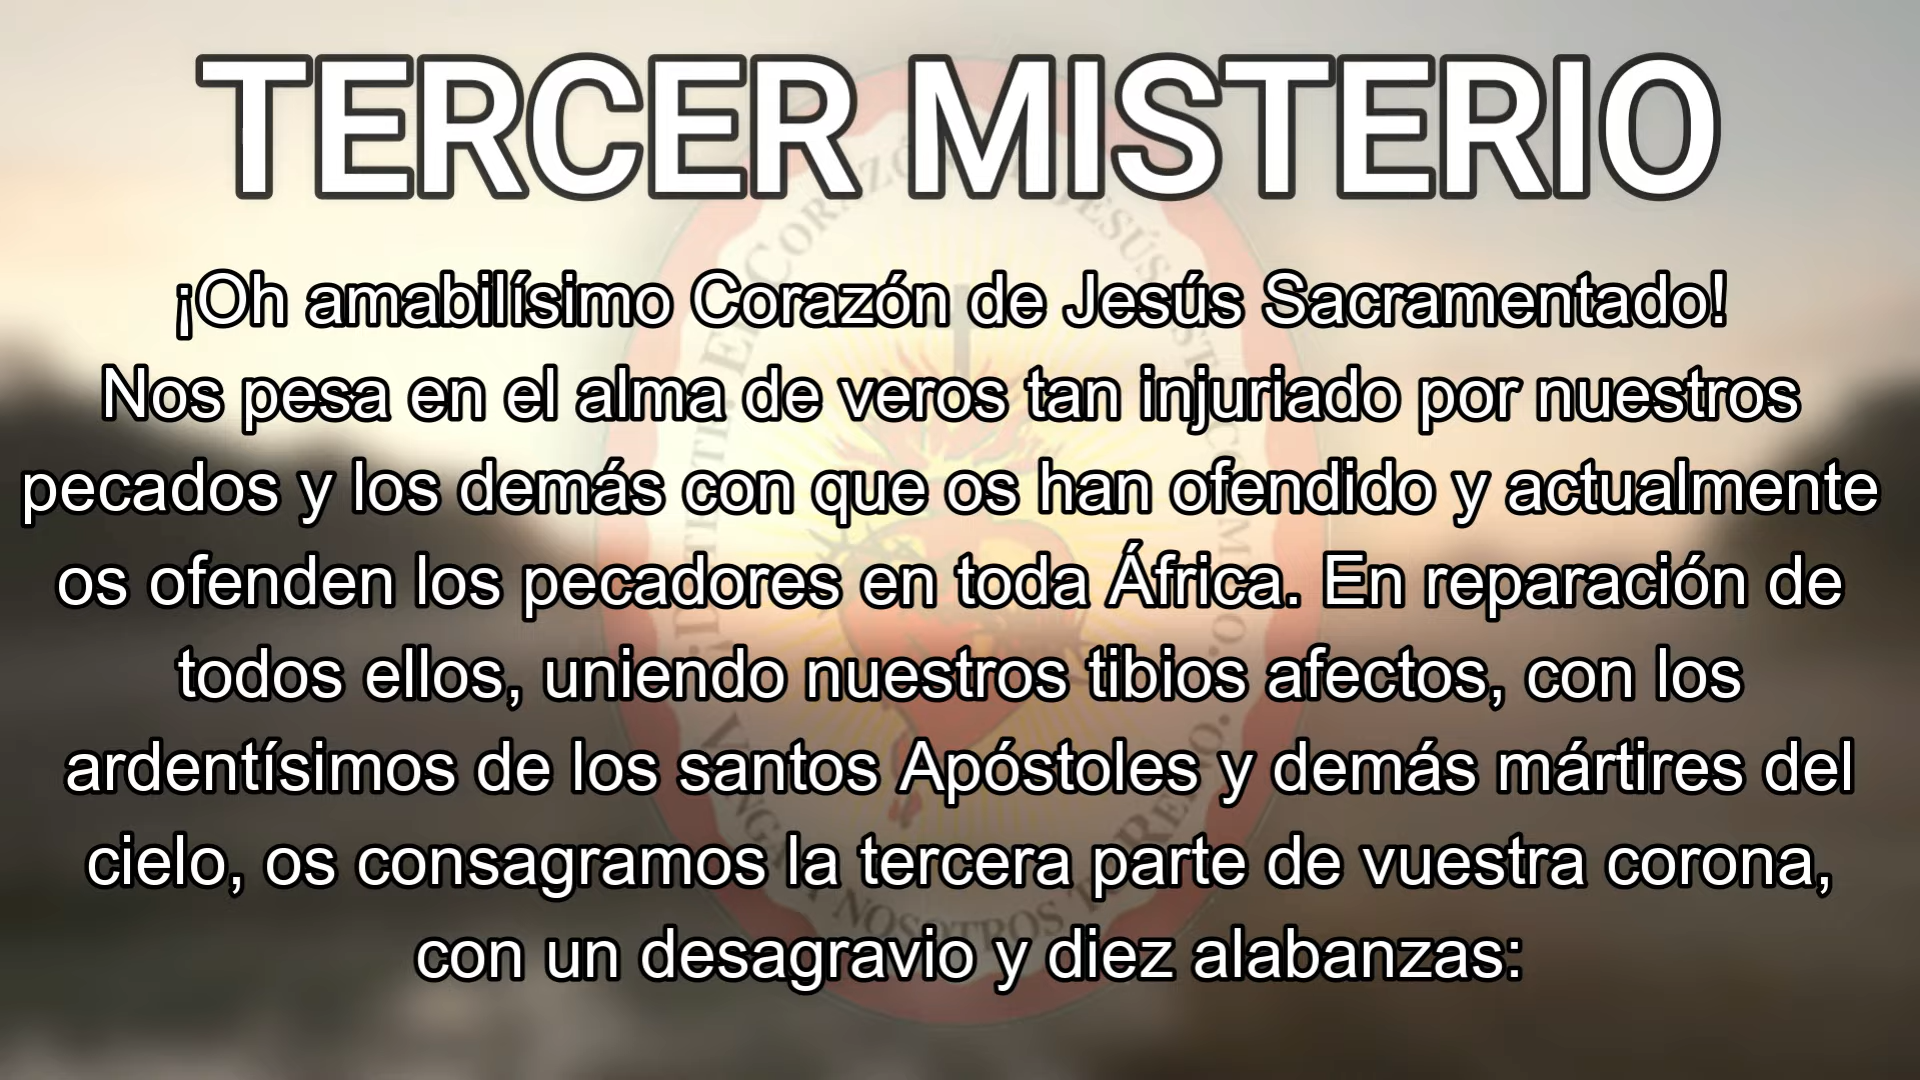 TERCER MISTERIO
¡Oh amabilísimo Corazón de Jesús Sacramentado!
Nos pesa en el alma de veros tan injuriado por nuestros
pecados y los demás con que os han ofendido y actualmente
os ofenden los pecadores en toda África. En reparación de
todos ellos, uniendo nuestros tibios afectos, con los
ardentísimos de los santos Apóstoles y demás mártires del
cielo, os consagramos la tercera parte de vuestra corona,
con un desagravio y diez alabanzas: